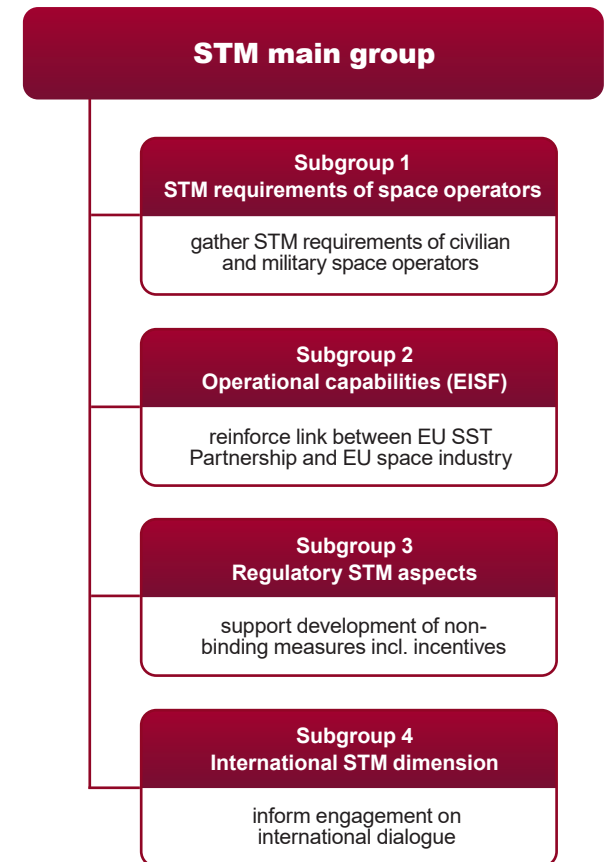 STM main group
Subgroup 1
STM requirements of space operators
gather STM requirements of civilian
and military space operators
Subgroup 2
Operational capabilities (EISF)
reinforce link between EU SST
Partnership and EU space industry
Subgroup 3
Regulatory STM aspects
support development of non-
binding measures incl. incentives
Subgroup 4
International STM dimension
inform engagement on
international dialogue